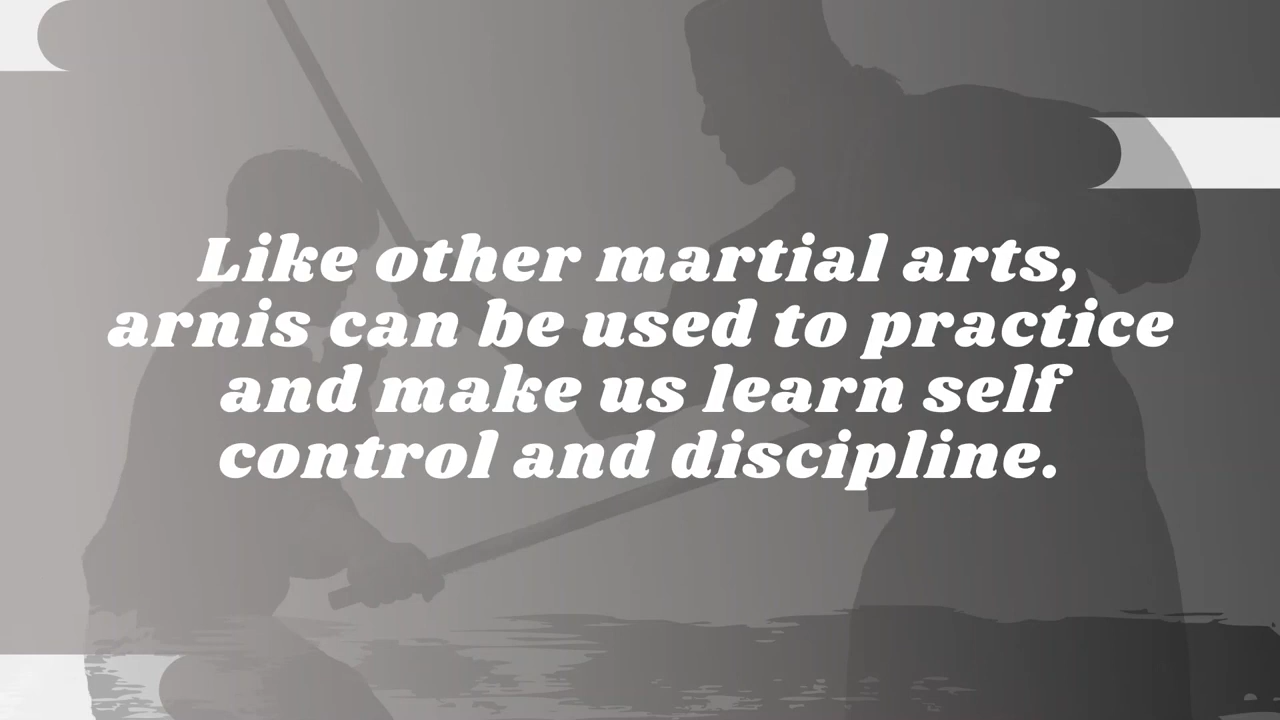 Like other martial arts,
arnis can be used to practice
and make us learn self
control and discipline.